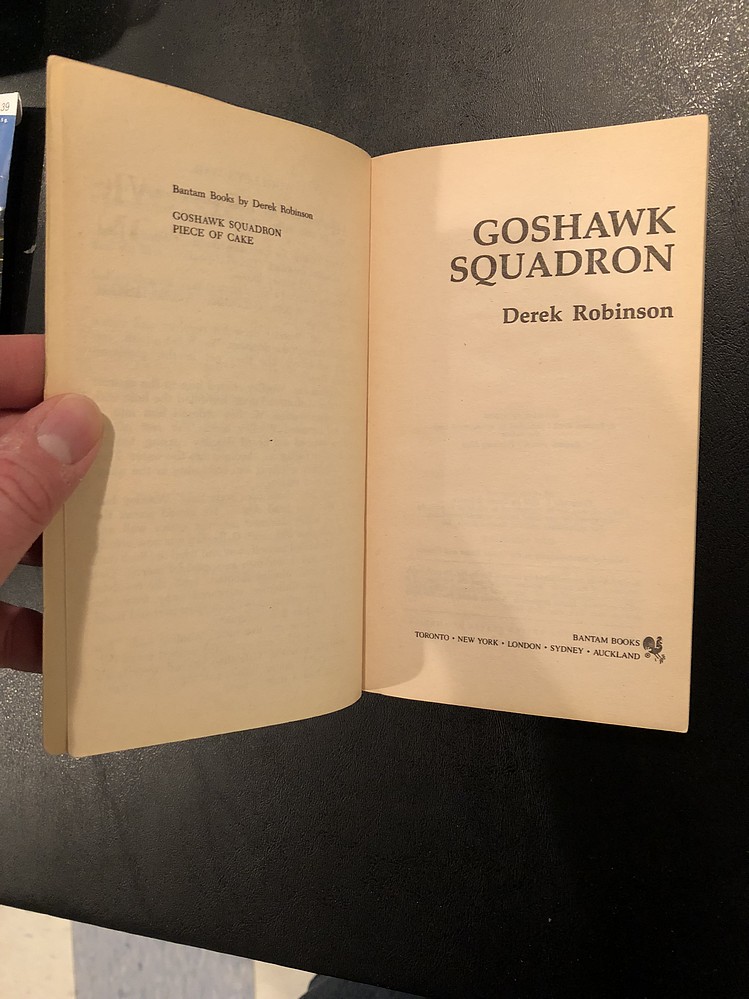 39
Bantam Books by Derek Robinson
GOSHAWK SQUADRON
PIECE OF CAKE
GOSHAWK
SQUADRON
Derek Robinson
BANTAM BOOKS
TORONTO • NEW YORK • LONDON • SYDNEY • AUCKLAND